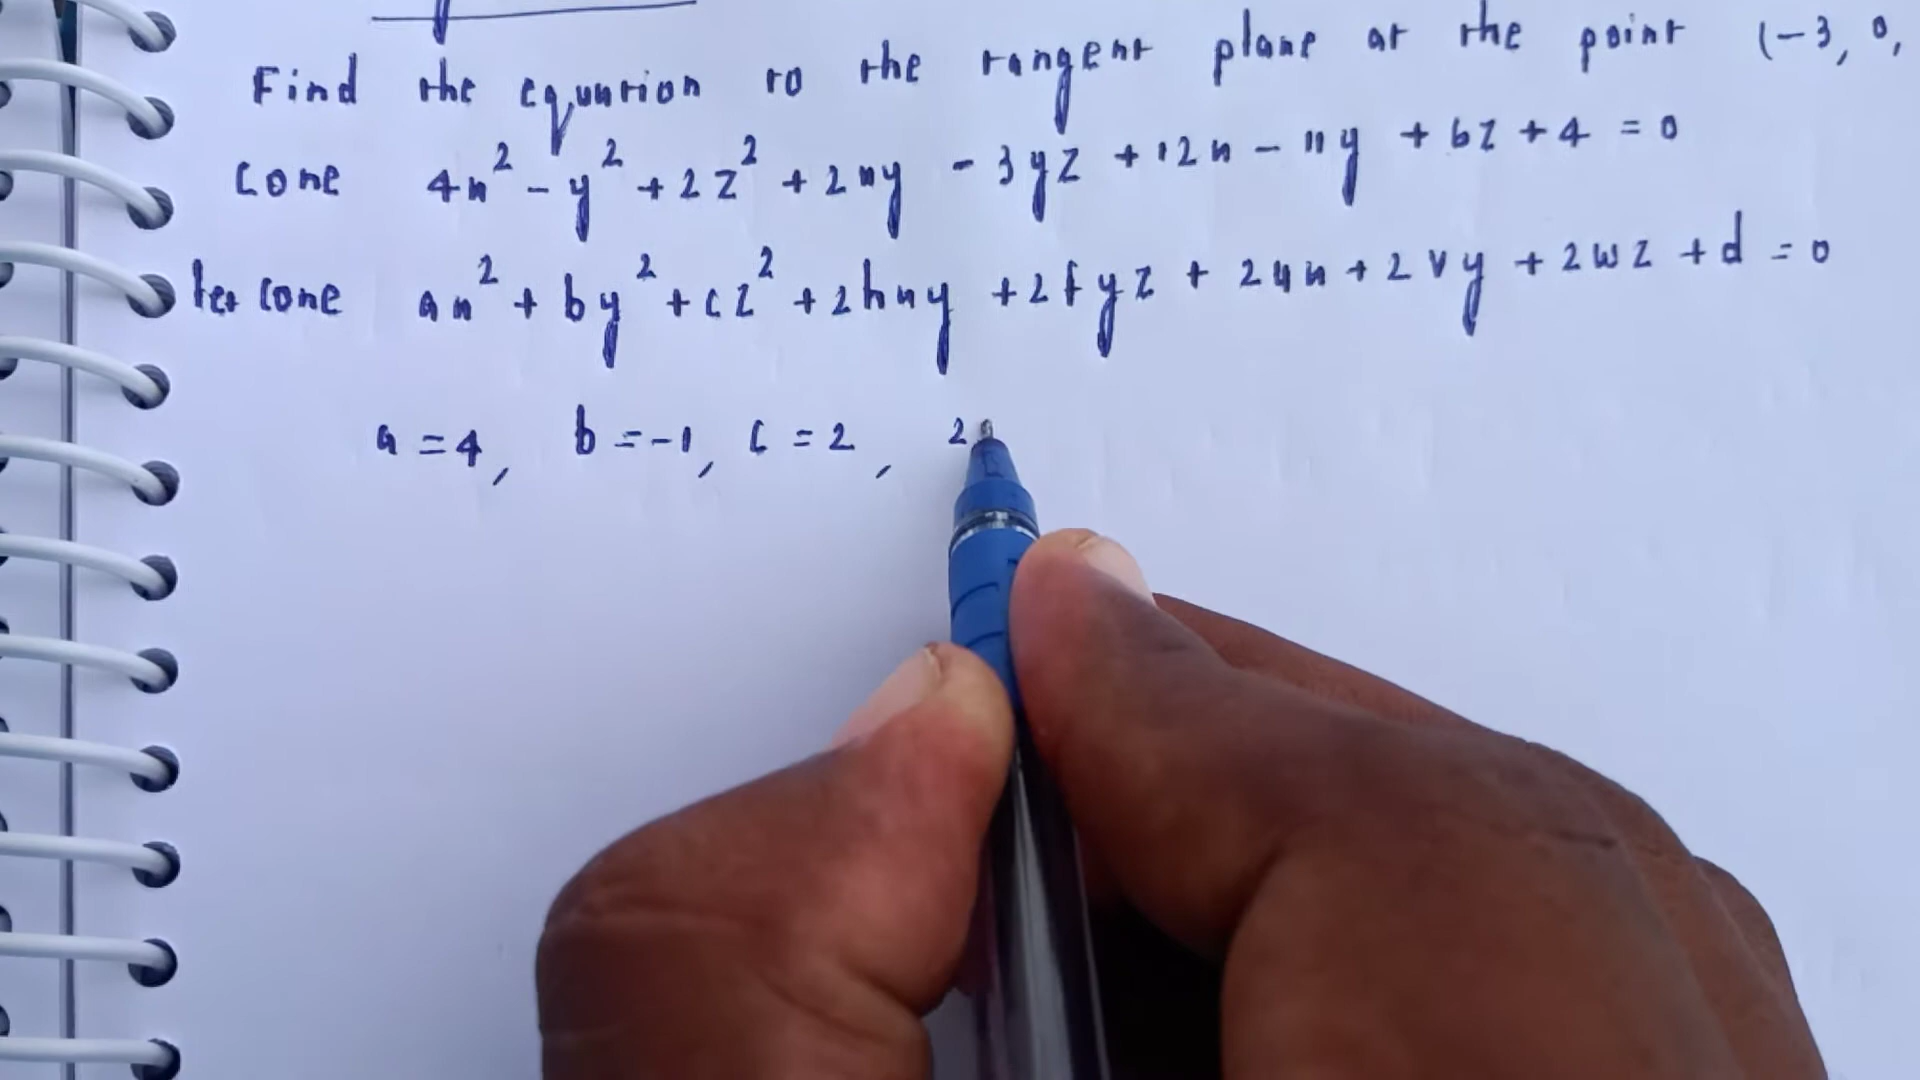 Find the equation to the tangent plane at the point (-3, 0,
cone 4x² - y² + 2z² + 2xy - 3yz + 12x - 11y + 6z + 4 = 0
let cone ax² + by² + cz² + 2hxy + 2fyz + 2ux + 2vy + 2wz + d = 0
a = 4, b = -1, c = 2, 2